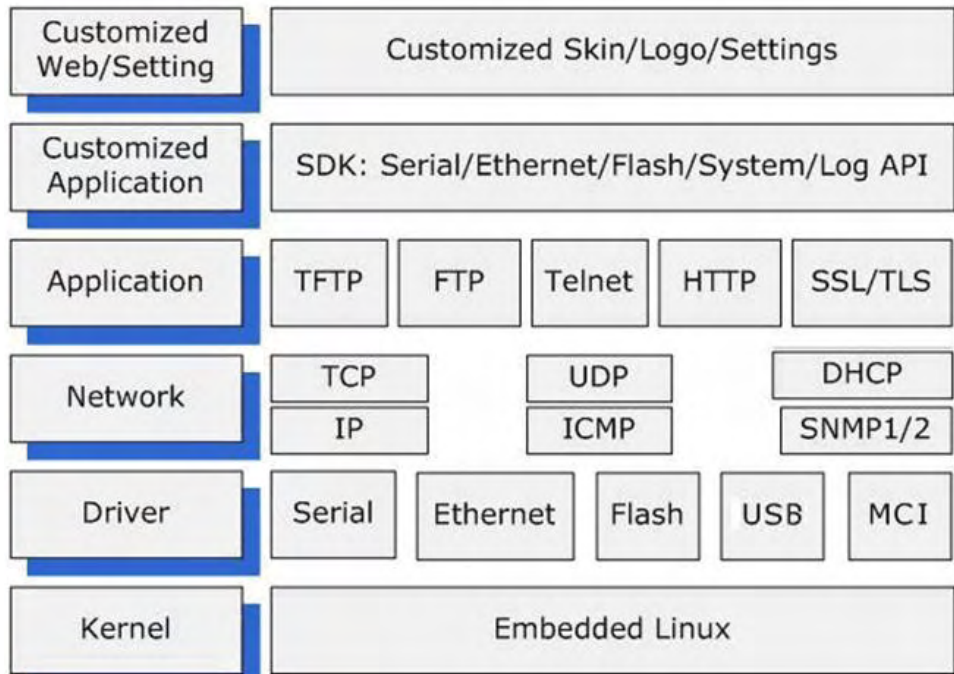 Customized
Web/Setting
Customized Skin/Logo/Settings
Customized
Application
SDK: Serial/Ethernet/Flash/System/Log API
Application
TFTP
FTP
Telnet
HTTP
SSL/TLS
Network
TCP
UDP
DHCP
IP
ICMP
SNMP1/2
Driver
Serial
Ethernet
Flash
USB
MCI
Kernel
Embedded Linux